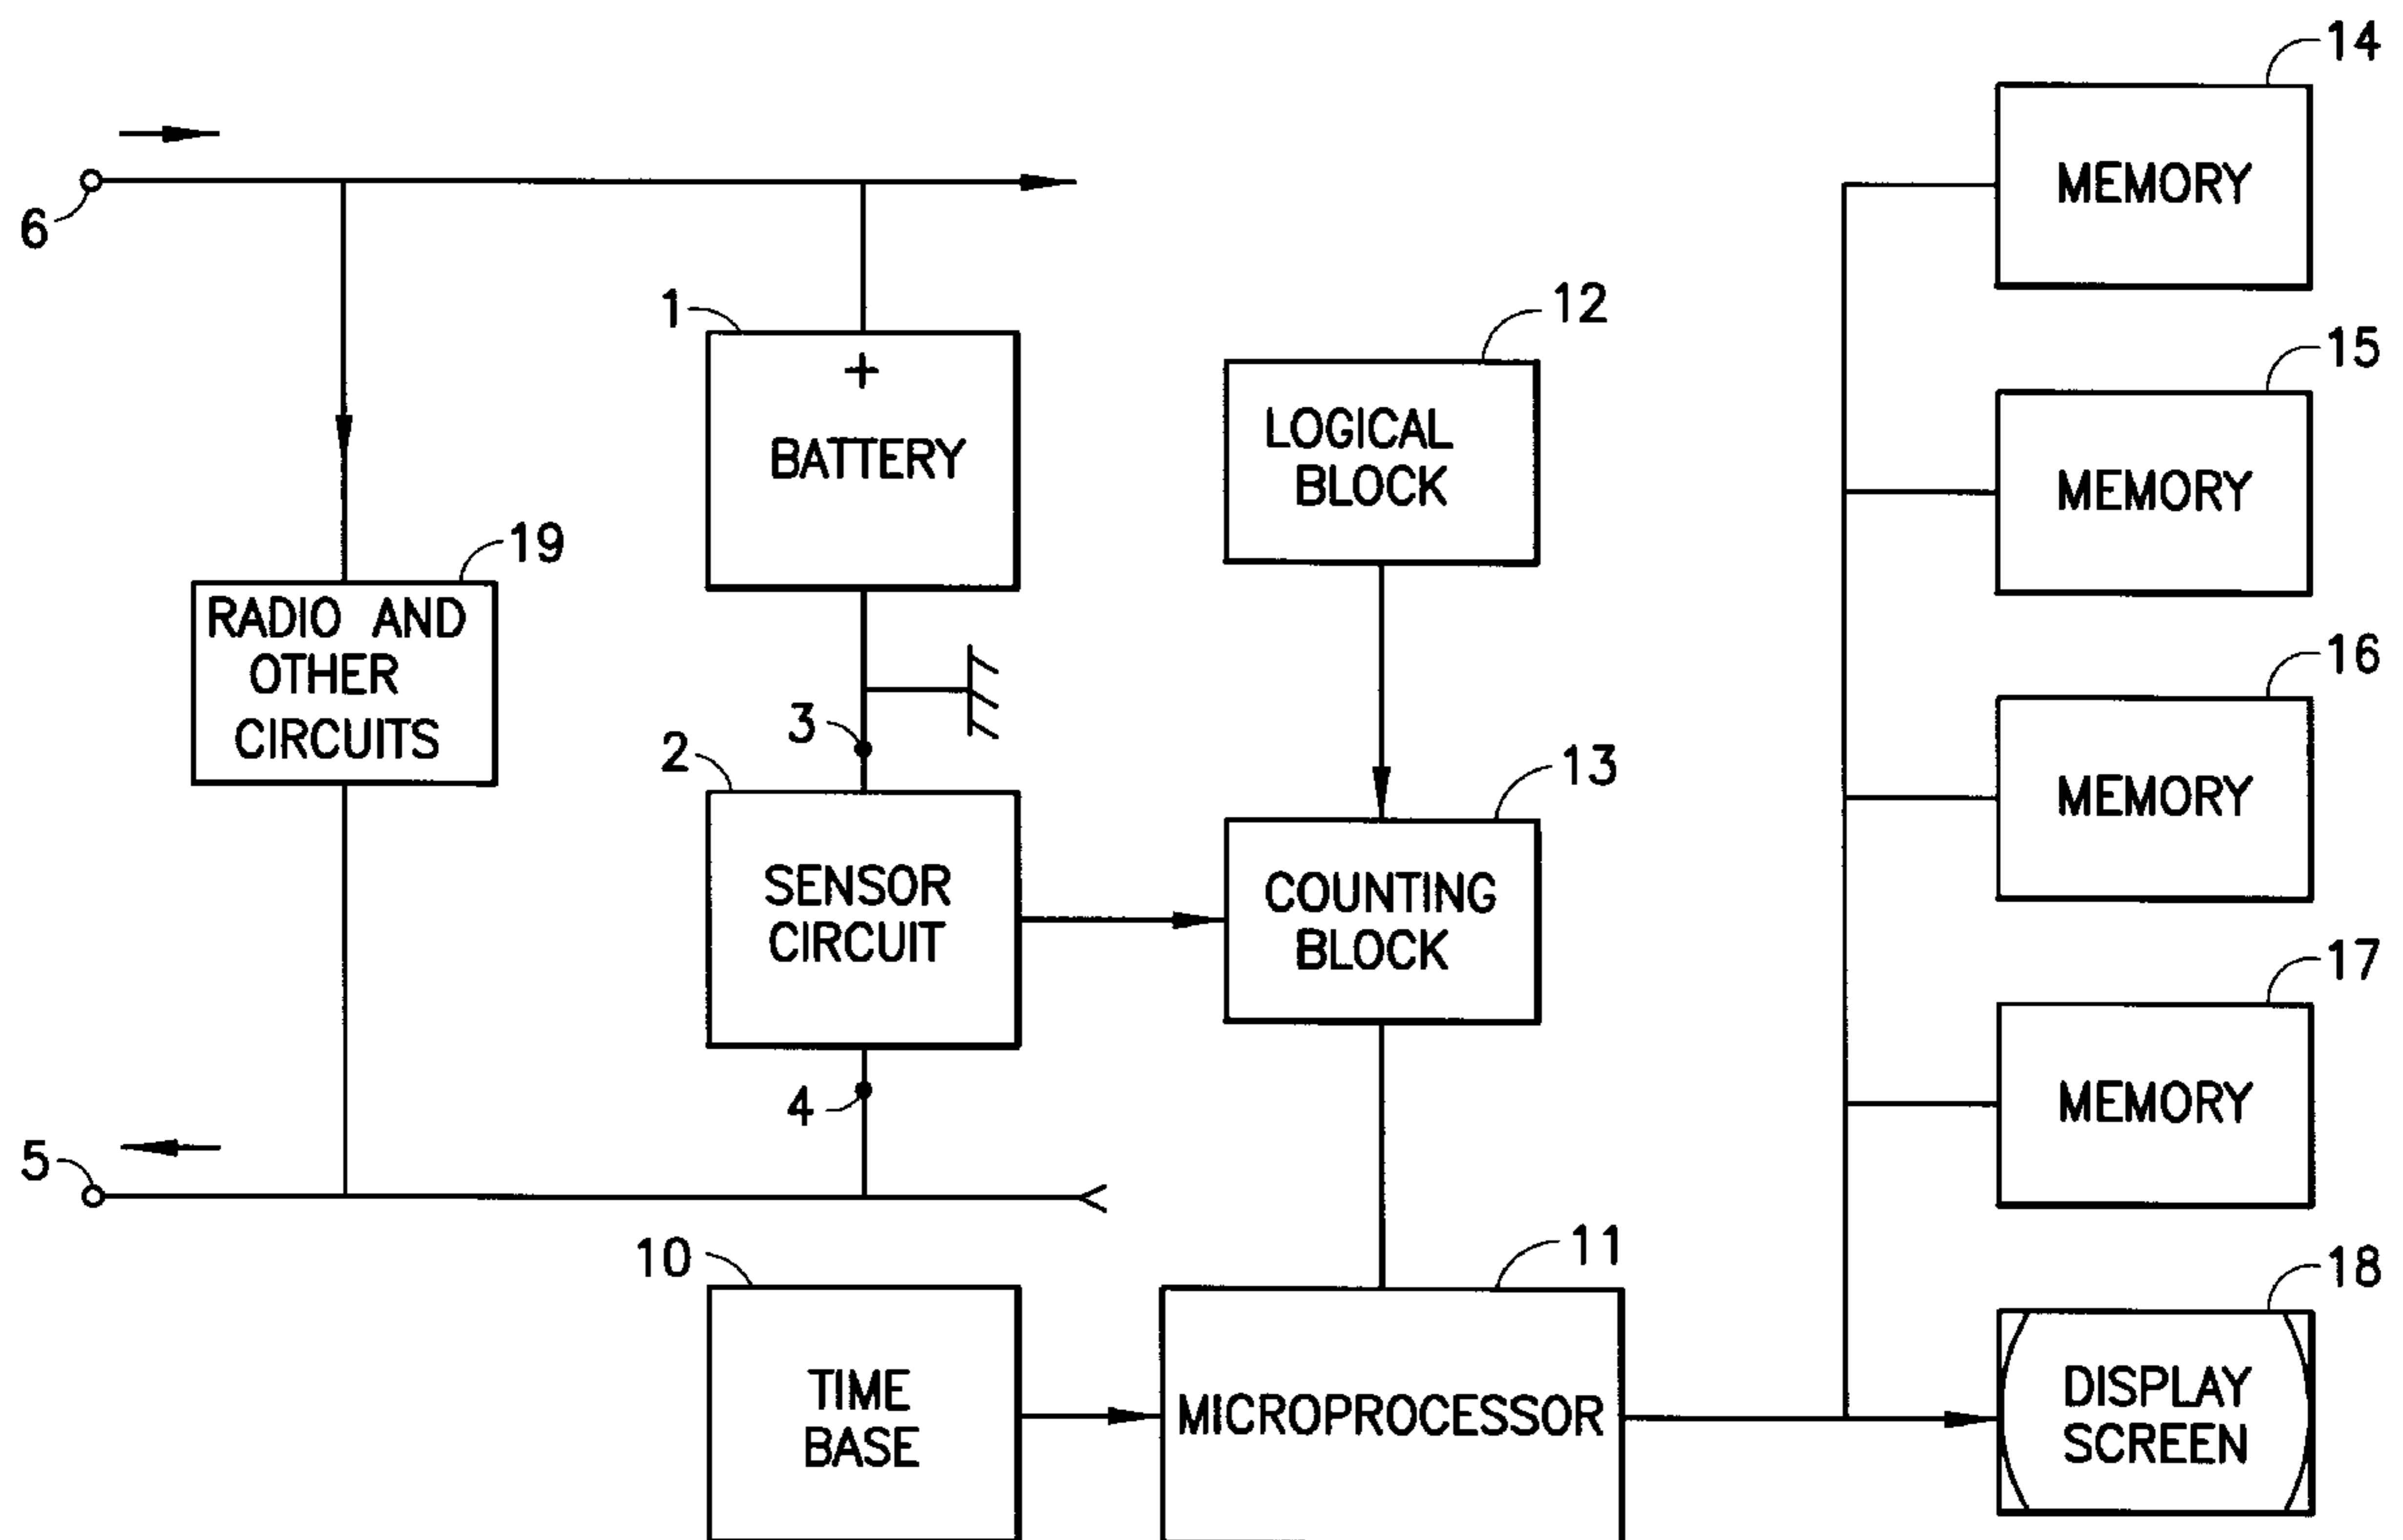 14
MEMORY
6
1
+
BATTERY
12
LOGICAL
BLOCK
15
MEMORY
19
RADIO AND
OTHER
CIRCUITS
3
2
SENSOR
CIRCUIT
13
COUNTING
BLOCK
16
MEMORY
4
5
17
MEMORY
10
TIME
BASE
11
MICROPROCESSOR
18
DISPLAY
SCREEN